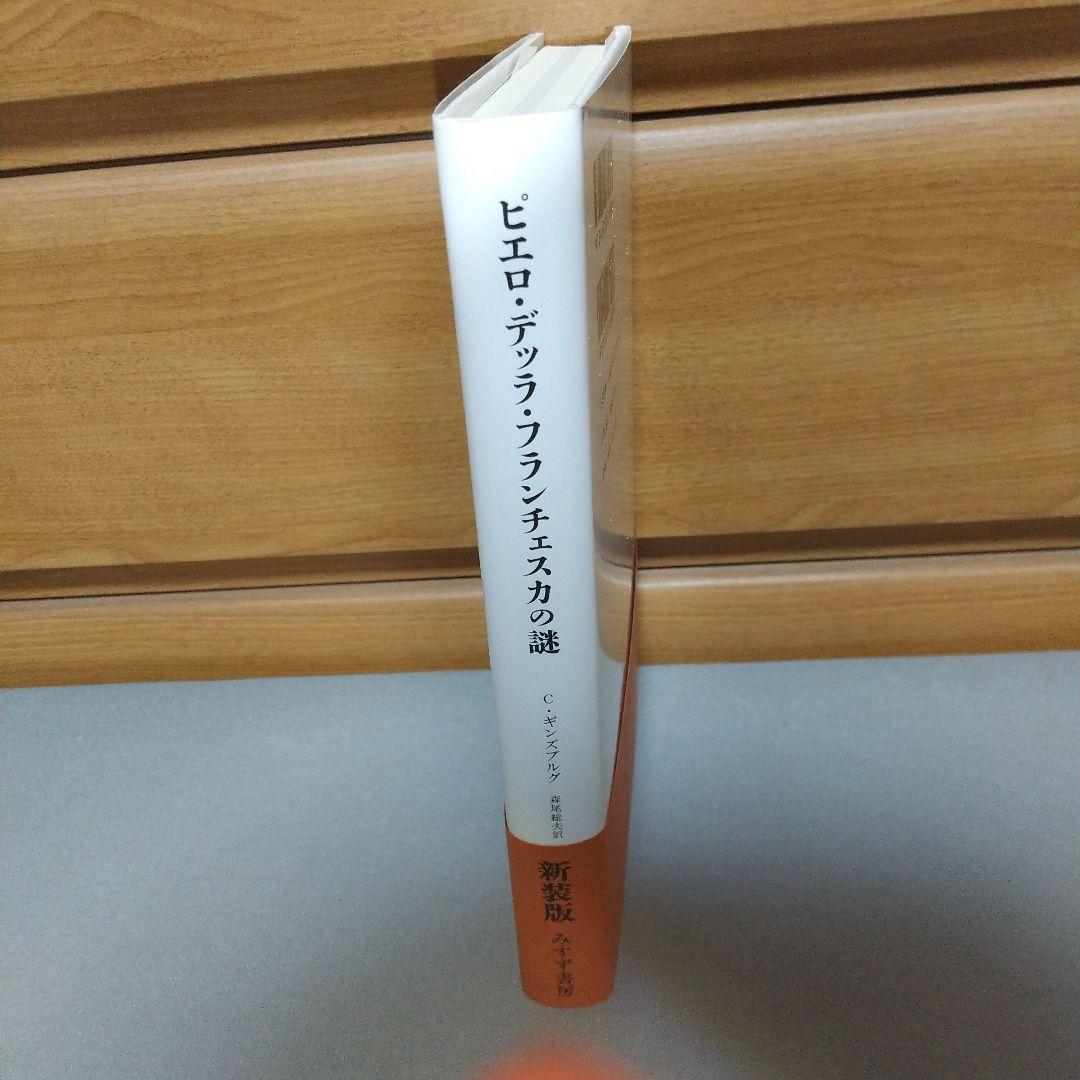 ピエロ・デッラ・フランチェスカの謎
C・ギンズブルグ
森尾総夫訳
新装版
みすず書房